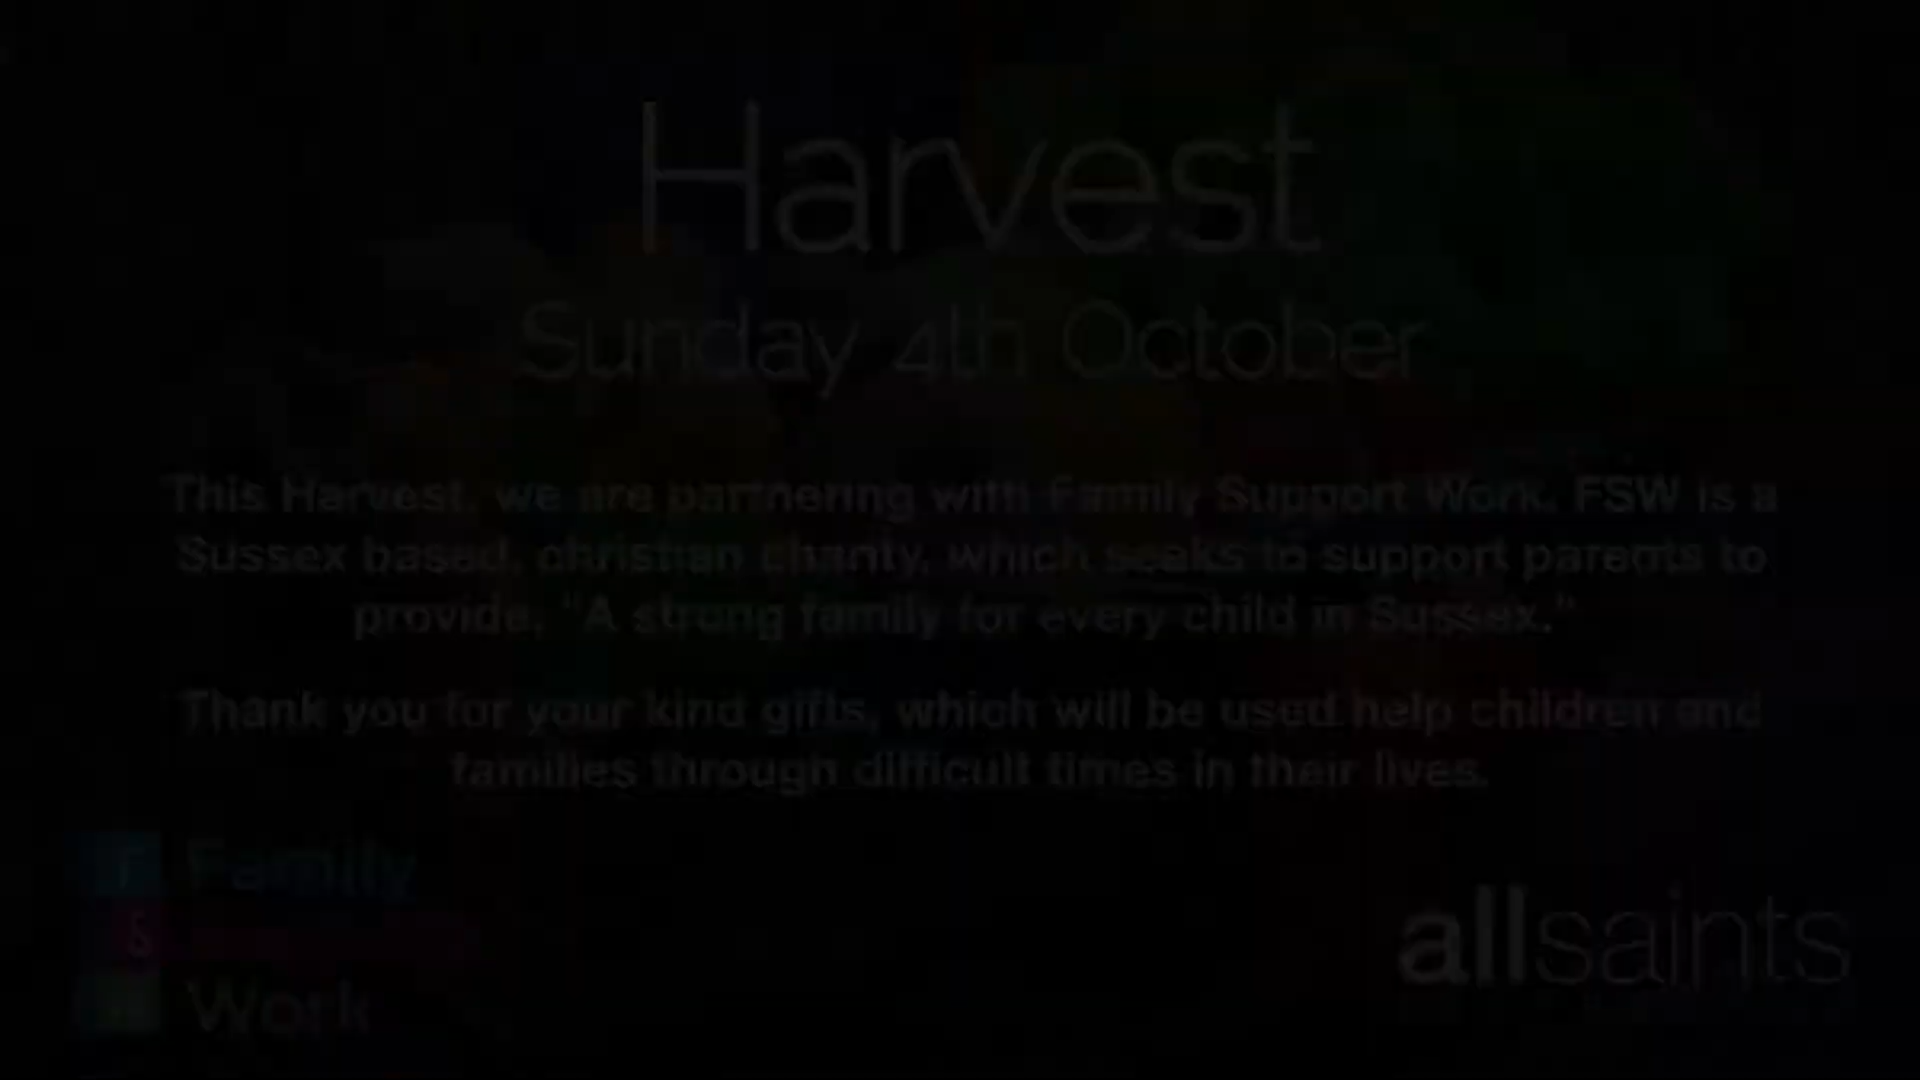 Harvest
Sunday 4th October
This Harvest, we are partnering with Family Support Work. FSW is a
Sussex based, christian charity, which seeks to support parents to
provide, "A strong family for every child in Sussex."
Thank you for your kind gifts, which will be used help children and
families through difficult times in their lives.
F Family
S
Work
allsaints